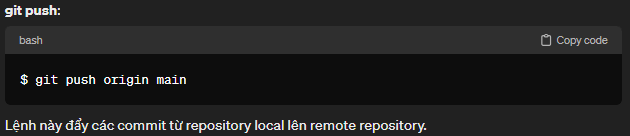 git push:
bash
Copy code
$ git push origin main
Lệnh này đẩy các commit từ repository local lên remote repository.